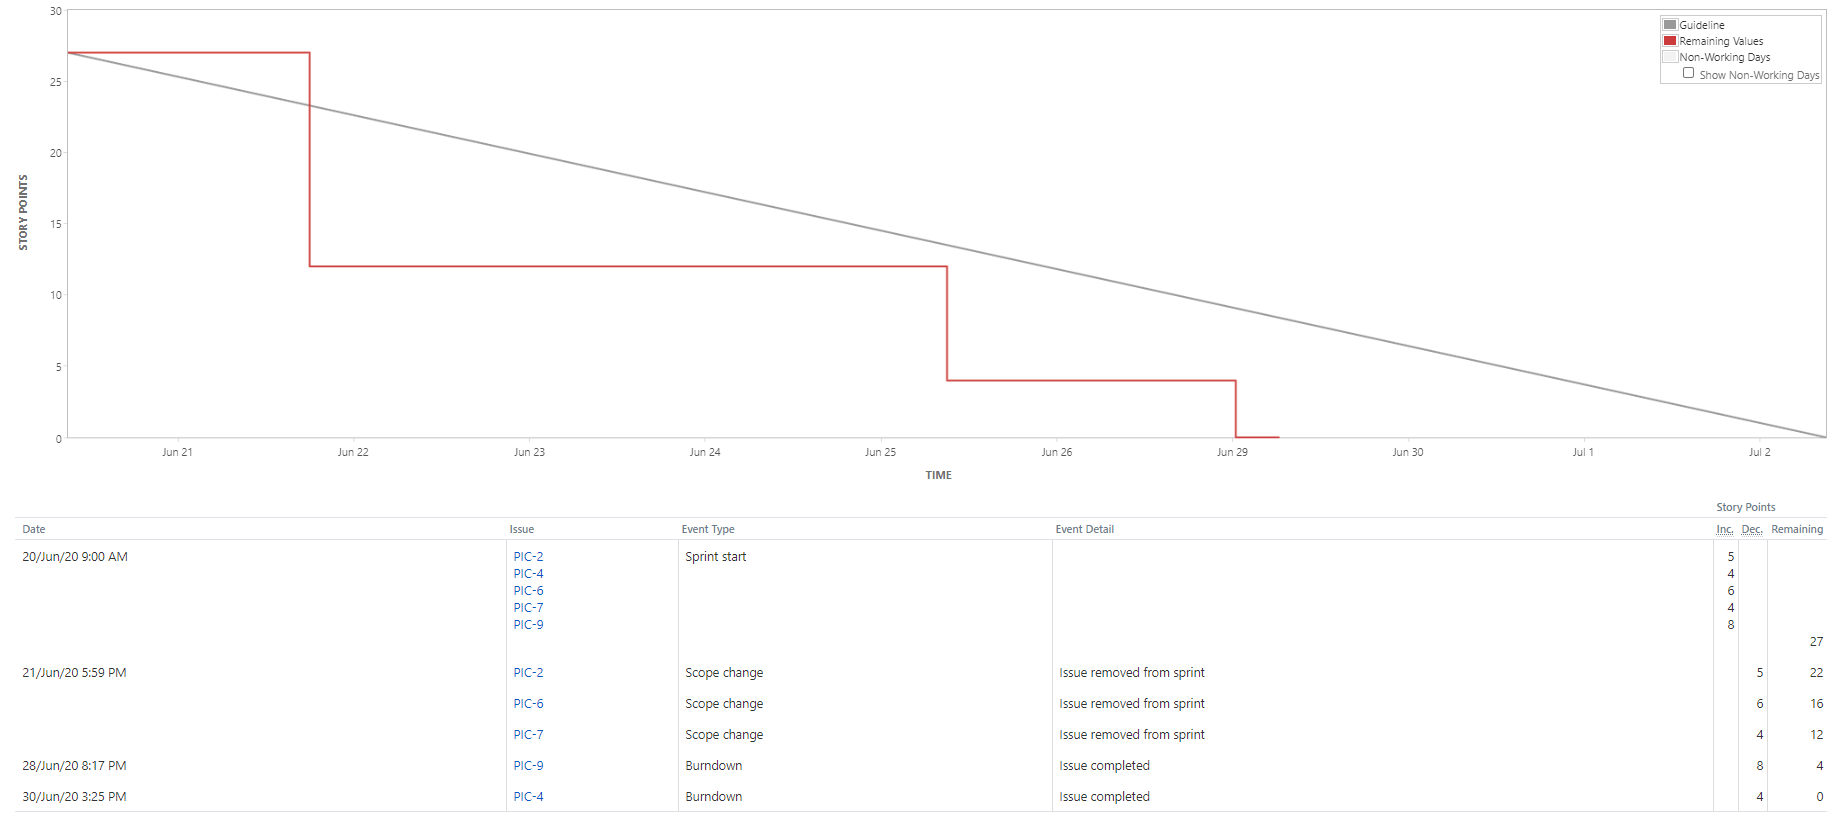 30
25
20
15
10
5
0
STORY POINTS
Guideline
Remaining Values
Non-Working Days
Show Non-Working Days
Jun 21 Jun 22 Jun 23 Jun 24 Jun 25 Jun 26 Jun 29 Jun 30 Jul 1 Jul 2
TIME
Story Points
Date Issue Event Type Event Detail Inc. Dec. Remaining
20/Jun/20 9:00 AM PIC-2 Sprint start 5
PIC-4 4
PIC-6 6
PIC-7 4
PIC-9 8
27
21/Jun/20 5:59 PM PIC-2 Scope change Issue removed from sprint 5 22
PIC-6 Scope change Issue removed from sprint 6 16
PIC-7 Scope change Issue removed from sprint 4 12
28/Jun/20 8:17 PM PIC-9 Burndown Issue completed 8 4
30/Jun/20 3:25 PM PIC-4 Burndown Issue completed 4 0